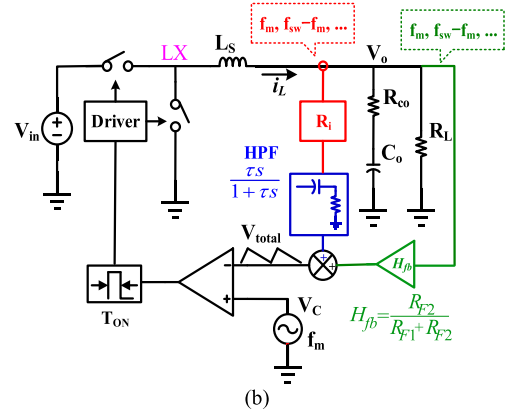 fm, fsw−fm, ...
fm, fsw−fm, ...
LX
LS
Vo
iL
Rco
Ri
Driver
Vin
+
−
RL
HPF
Co
τs
1+τs
Vtotal
+
+
Hfb
−
+
VC
fm
TON
Hfb=RF2
RF1+RF2
(b)